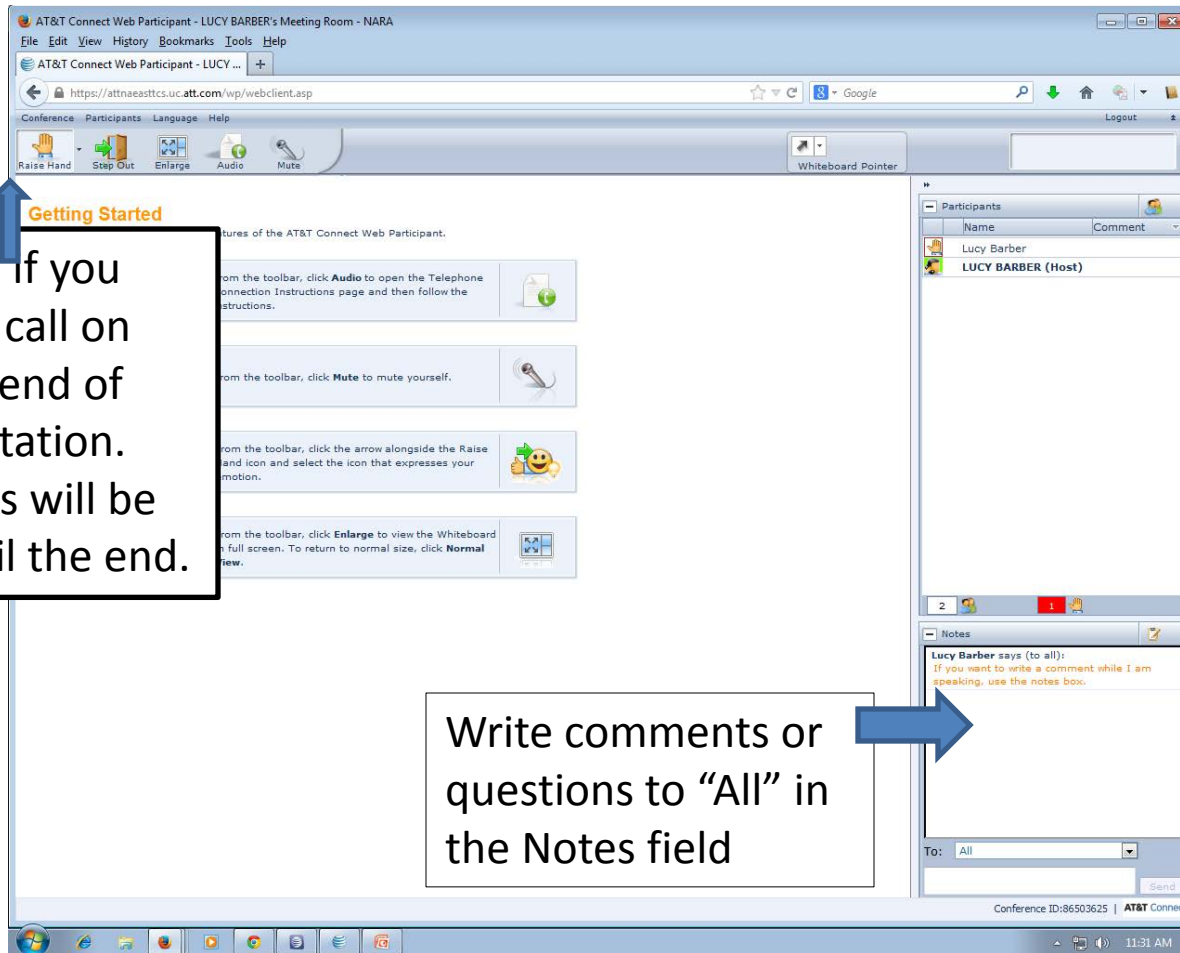 AT&T Connect Web Participant - LUCY BARBER's Meeting Room - NARA
File Edit View History Bookmarks Tools Help
AT&T Connect Web Participant - LUCY ... +
https://attnaeasttcs.uc.att.com/wp/webclient.asp
Google
Conference Participants Language Help
Logout
Raise Hand Step Out Enlarge Audio Mute
Whiteboard Pointer
Getting Started
tures of the AT&T Connect Web Participant.
if you
call on
end of
tation.
s will be
il the end.
rom the toolbar, click Audio to open the Telephone
onnection Instructions page and then follow the
structions.
rom the toolbar, click Mute to mute yourself.
rom the toolbar, click the arrow alongside the Raise
and icon and select the icon that expresses your
motion.
rom the toolbar, click Enlarge to view the Whiteboard
full screen. To return to normal size, click Normal
iew.
Participants
Name Comment
Lucy Barber
LUCY BARBER (Host)
2 1
Notes
Lucy Barber says (to all):
If you want to write a comment while I am
speaking, use the notes box.
Write comments or
questions to “All” in
the Notes field
To: All
Send
Conference ID:86503625 | AT&T Connec
11:31 AM